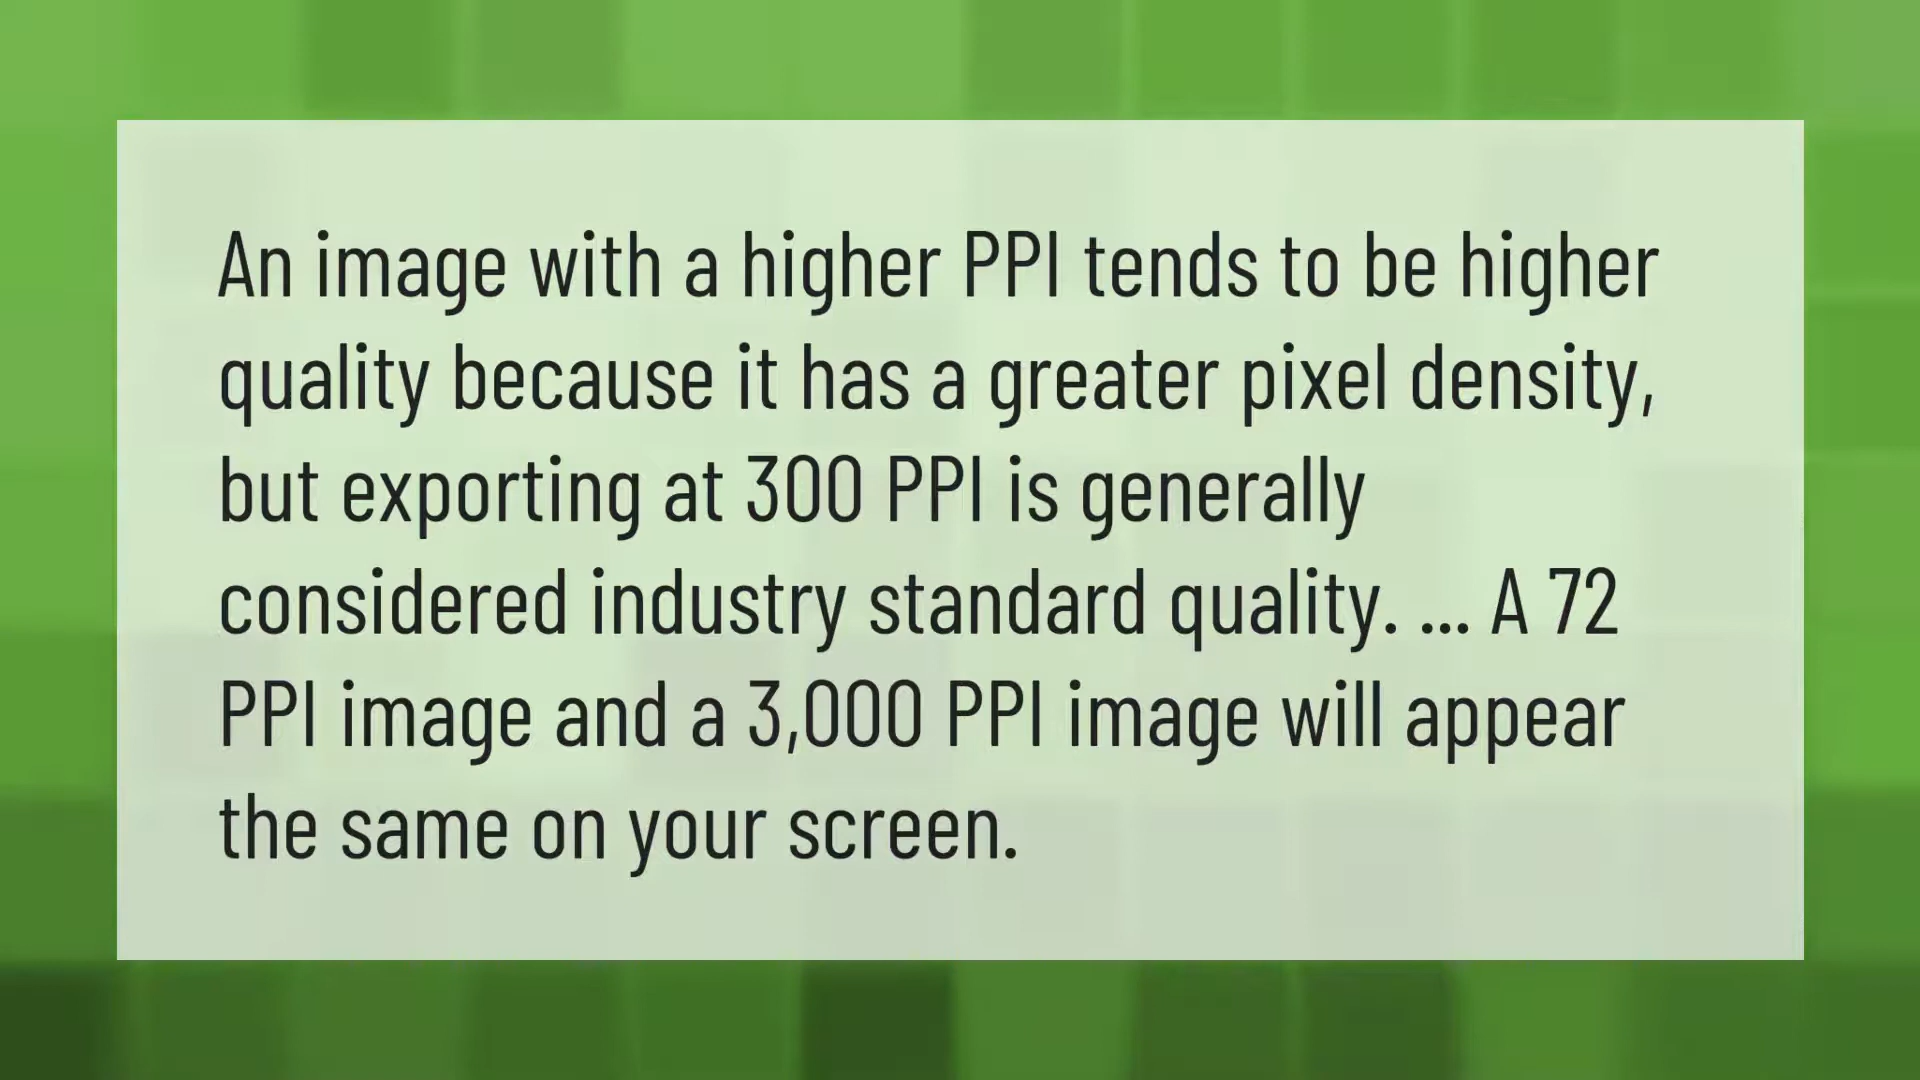 An image with a higher PPI tends to be higher
quality because it has a greater pixel density,
but exporting at 300 PPI is generally
considered industry standard quality. ... A 72
PPI image and a 3,000 PPI image will appear
the same on your screen.